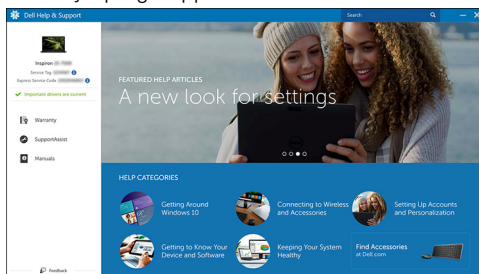 Dell Help & Support
Search
Inspiron
Service Tag
Express Service Code
Important drivers are current
Warranty
SupportAssist
Manuals
Feedback
FEATURED HELP ARTICLES
A new look for settings
HELP CATEGORIES
Getting Around
Windows 10
Connecting to Wireless
and Accessories
Setting Up Accounts
and Personalization
Getting to Know Your
Device and Software
Keeping Your System
Healthy
Find Accessories
at Dell.com